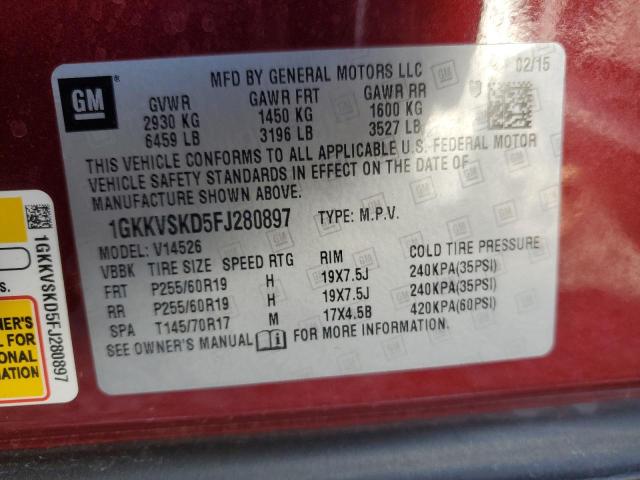 GM
MFD BY GENERAL MOTORS LLC
02/15
GVWR GAWR FRT GAWR RR
2930 KG 1450 KG 1600 KG
6459 LB 3196 LB 3527 LB
THIS VEHICLE CONFORMS TO ALL APPLICABLE U.S. FEDERAL MOTOR
VEHICLE SAFETY STANDARDS IN EFFECT ON THE DATE OF
MANUFACTURE SHOWN ABOVE.
1GKKVSKD5FJ280897 TYPE: M.P.V.
MODEL: V14526
VBBK TIRE SIZE SPEED RTG RIM COLD TIRE PRESSURE
FRT P255/60R19 H 19X7.5J 240KPA(35PSI)
RR P255/60R19 H 19X7.5J 240KPA(35PSI)
SPA T145/70R17 M 17X4.5B 420KPA(60PSI)
SEE OWNER'S MANUAL FOR MORE INFORMATION.
1GKKVSKD5FJ280897
s.
WNER'S
L FOR
IONAL
MATION